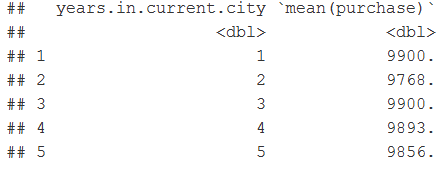 ##   years.in.current.city `mean(purchase)`
##                   <dbl>            <dbl>
## 1                     1            9900.
## 2                     2            9768.
## 3                     3            9900.
## 4                     4            9893.
## 5                     5            9856.